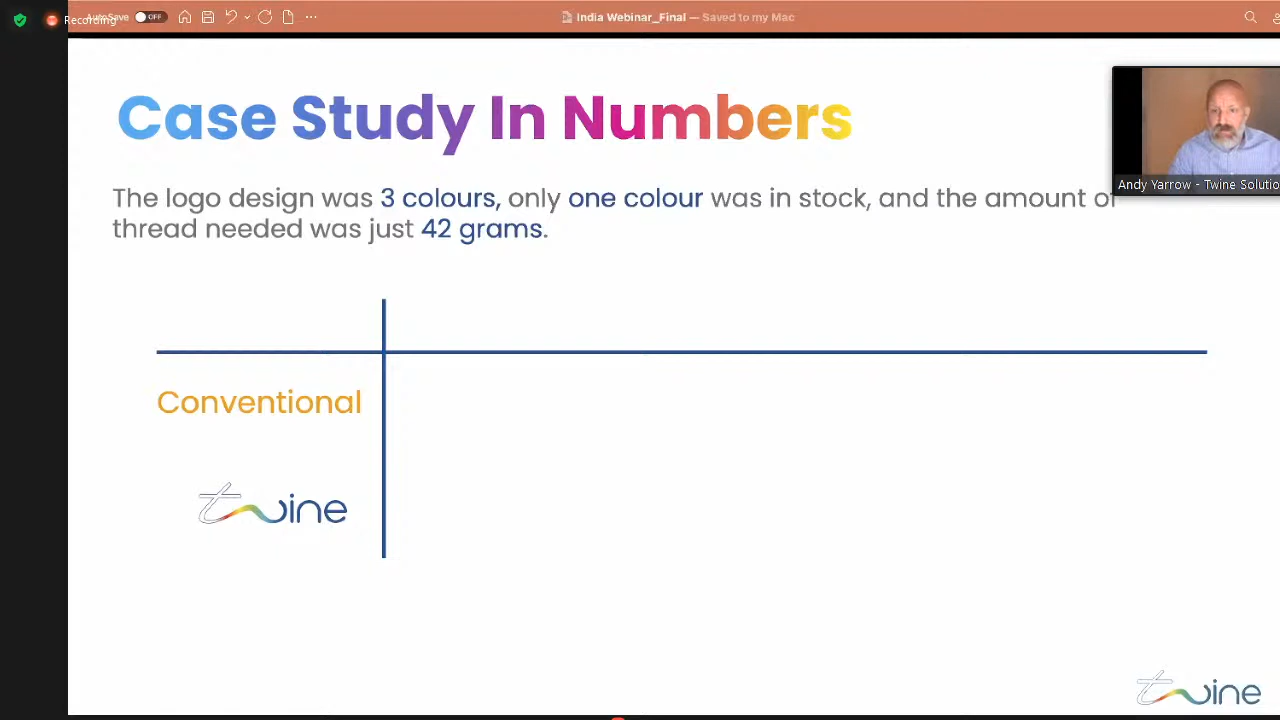 AutoSave OFF
Recording
India Webinar_Final — Saved to my Mac
Case Study In Numbers
The logo design was 3 colours, only one colour was in stock, and the amount of
thread needed was just 42 grams.
Andy Yarrow - Twine Solutio
Conventional
twine
twine